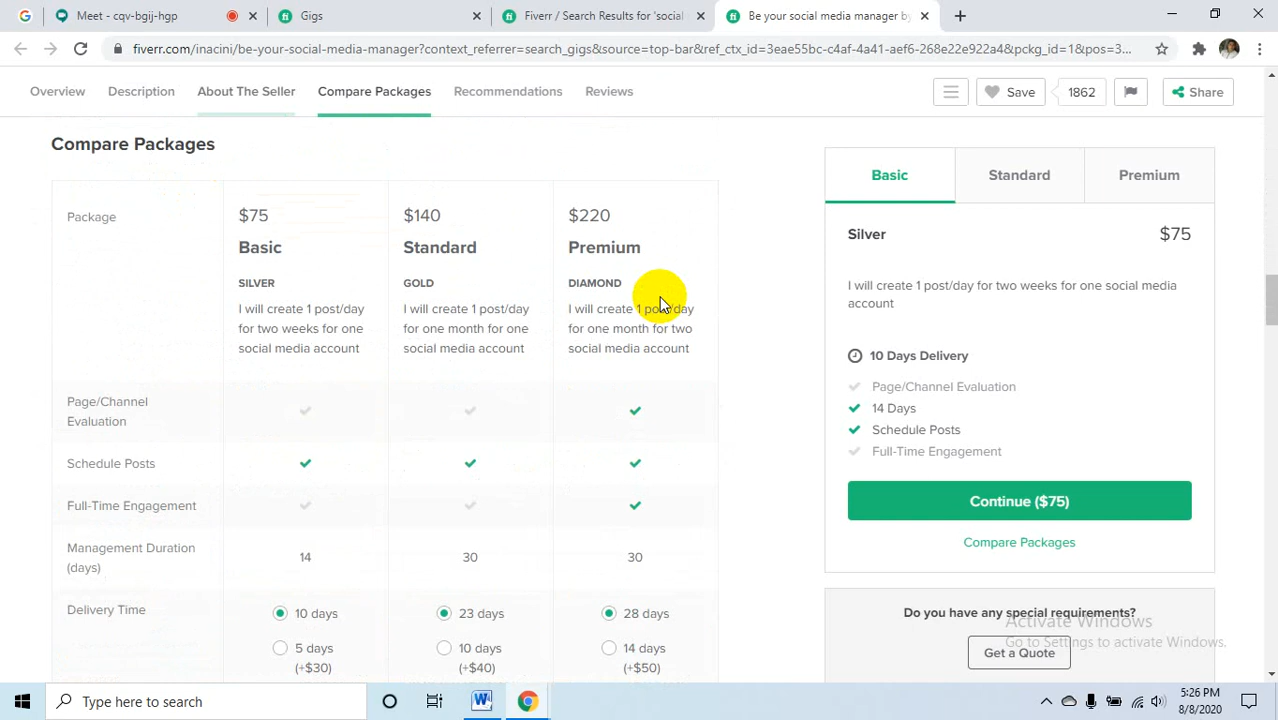 Meet - cqv-bgij-hgp
Gigs
Fiverr / Search Results for 'social
Be your social media manager by
fiverr.com/inacini/be-your-social-media-manager?context_referrer=search_gigs&source=top-bar&ref_ctx_id=3eae55bc-c4af-4a41-aef6-268e22e922a4&pckg_id=1&pos=3...
Overview
Description
About The Seller
Compare Packages
Recommendations
Reviews
Save
1862
Share
Compare Packages
Package
$75
Basic
SILVER
I will create 1 post/day
for two weeks for one
social media account
$140
Standard
GOLD
I will create 1 post/day
for one month for one
social media account
$220
Premium
DIAMOND
I will create 1 post/day
for one month for two
social media account
Page/Channel
Evaluation
Schedule Posts
Full-Time Engagement
Management Duration
(days)
14
30
30
Delivery Time
10 days
23 days
28 days
5 days
(+$30)
10 days
(+$40)
14 days
(+$50)
Basic
Standard
Premium
Silver
$75
I will create 1 post/day for two weeks for one social media
account
10 Days Delivery
Page/Channel Evaluation
14 Days
Schedule Posts
Full-Time Engagement
Continue ($75)
Compare Packages
Do you have any special requirements?
Get a Quote
Activate Windows
Go to Settings to activate Windows.
Type here to search
5:26 PM
8/8/2020